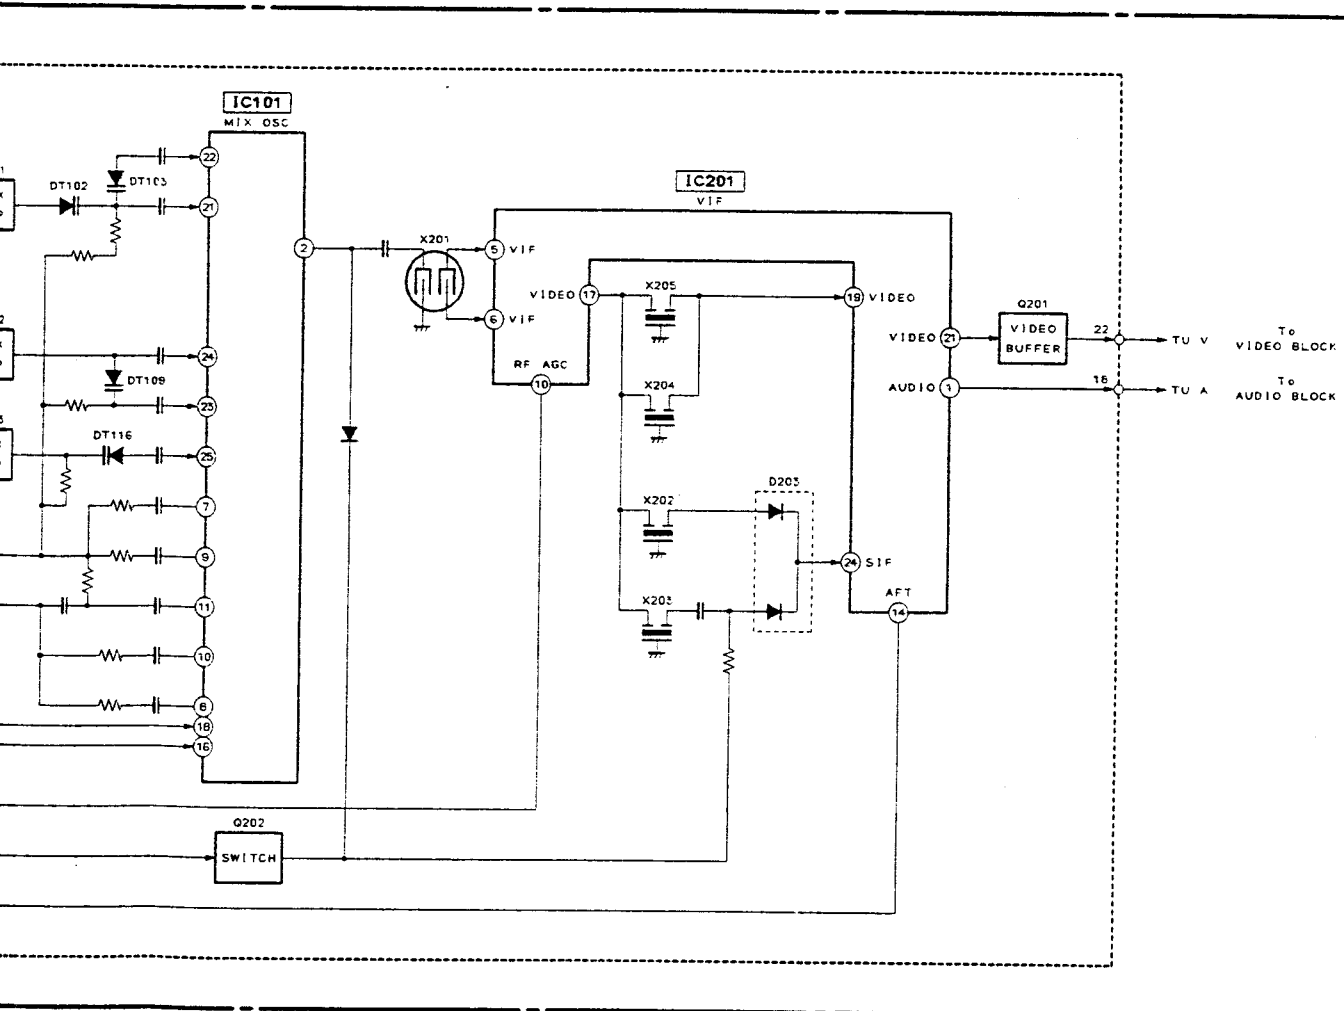 IC101
MIX OSC
22
DT102
DT103
21
2
X201
5 VIF
6 VIF
IC201
VIF
VIDEO 17
X205
19 VIDEO
RF AGC
10
X204
VIDEO 21
Q201
VIDEO
BUFFER
22
TU V
To
VIDEO BLOCK
AUDIO 1
18
TU A
To
AUDIO BLOCK
24
DT109
23
DT116
25
7
9
11
10
18
16
X202
D203
24 SIF
X203
AFT
14
Q202
SWITCH